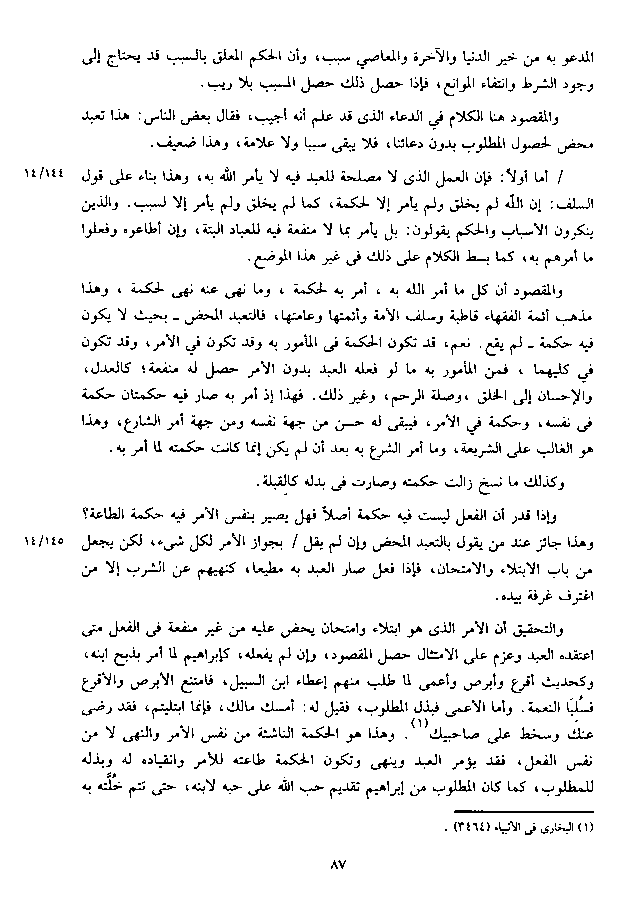 المدعو به من خير الدنيا والآخرة والمعاصي سبب، وأن الحكم المعلق بالسبب قد يحتاج إلى
وجود الشرط وانتفاء الموانع، فإذا حصل ذلك حصل المسبب بلا ريب.
والمقصود هنا الكلام في الدعاء الذى قد علم أنه أجيب، فقال بعض الناس: هذا تعبد
محض لحصول المطلوب بدون دعائنا، فلا يبقى سببا ولا علامة، وهذا ضعيف.
١٤/١٤٤
/ أما أولاً: فإن العمل الذى لا مصلحة للعبد فيه لا يأمر الله به، وهذا بناء على قول
السلف: إن الله لم يخلق ولم يأمر إلا لحكمة، كما لم يخلق ولم يأمر إلا لسبب. والذين
ينكرون الأسباب والحكم يقولون: بل يأمر بما لا منفعة فيه للعباد البتة، وإن أطاعوه وفعلوا
ما أمرهم به، كما بسط الكلام على ذلك فى غير هذا الموضع.
والمقصود أن كل ما أمر الله به ، أمر به لحكمة ، وما نهى عنه نهى لحكمة ، وهذا
مذهب أئمة الفقهاء قاطبة وسلف الأمة وأئمتها وعامتها، فالتعبد المحض ـ بحيث لا يكون
فيه حكمة ـ لم يقع. نعم، قد تكون الحكمة فى المأمور به وقد تكون في الأمر، وقد تكون
في كليهما ، فمن المأمور به ما لو فعله العبد بدون الأمر حصل له منفعة؛ كالعدل،
والإحسان إلى الخلق ،وصلة الرحم، وغير ذلك. فهذا إذ أمر به صار فيه حكمتان حكمة
فى نفسه، وحكمة في الأمر، فيبقى له حسن من جهة نفسه ومن جهة أمر الشارع، وهذا
هو الغالب على الشريعة، وما أمر الشرع به بعد أن لم يكن إنما كانت حكمته لما أمر به.
وكذلك ما نسخ زالت حكمته وصارت في بدله كالقبلة.
وإذا قدر أن الفعل ليست فيه حكمة أصلاً فهل يصير بنفس الأمر فيه حكمة الطاعة؟
١٤/١٤٥
وهذا جائز عند من يقول بالتعبد المحض وإن لم يقل / بجواز الأمر لكل شىء، لكن يجعل
من باب الابتلاء والامتحان، فإذا فعل صار العبد به مطيعا، كنهيهم عن الشرب إلا من
اغترف غرفة بيده.
والتحقيق أن الأمر الذى هو ابتلاء وامتحان يحض عليه من غير منفعة فى الفعل متى
اعتقده العبد وعزم على الامتثال حصل المقصود، وإن لم يفعله، كإبراهيم لما أمر بذبح ابنه،
وكحديث أقرع وأبرص وأعمى لما طلب منهم إعطاء ابن السبيل، فامتنع الأبرص والأقرع
فَسُلِبَا النعمة. وأما الأعمى فبذل المطلوب، فقيل له: أمسك مالك، فإنما ابتليتم، فقد رضى
عنك وسخط على صاحبيك(١). وهذا هو الحكمة الناشئة من نفس الأمر والنهى لا من
نفس الفعل، فقد يؤمر العبد وينهى وتكون الحكمة طاعته للأمر وانقياده له وبذله
للمطلوب، كما كان المطلوب من إبراهيم تقديم حب الله على حبه لابنه، حتى تتم خُلَّته به
(١) البخارى فى الأنبياء (٣٤٦٤) .
٨٧